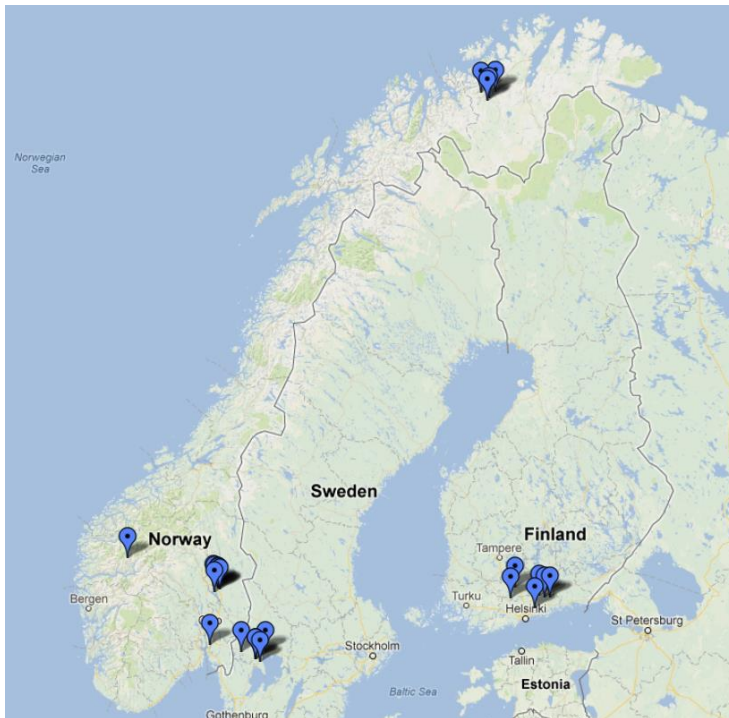 Norwegian
Sea
Sweden
Norway
Finland
Tampere
Bergen
Turku
Helsinki
St Petersburg
Stockholm
Tallin
Baltic Sea
Estonia
Gothenburg